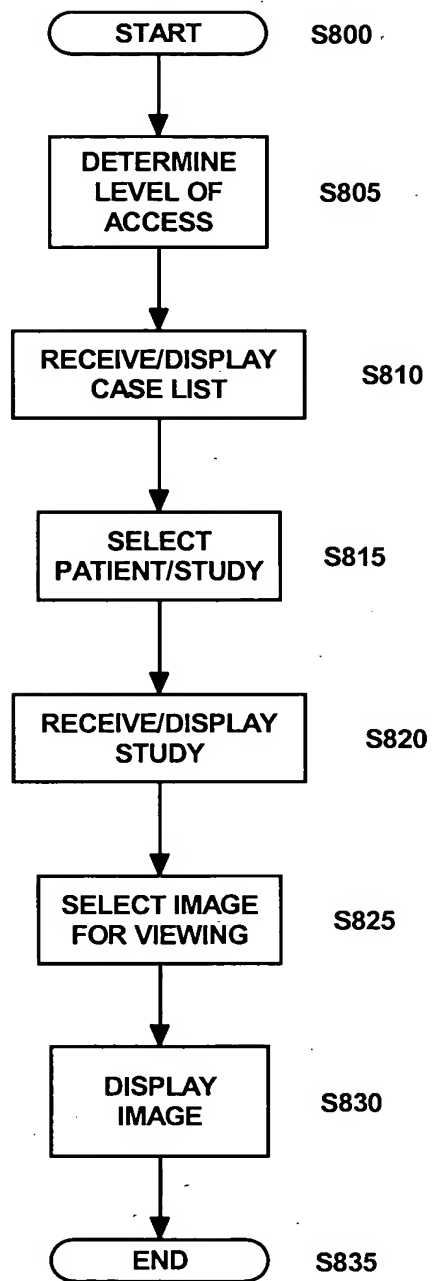 START S800
DETERMINE
LEVEL OF S805
ACCESS
RECEIVE/DISPLAY
CASE LIST S810
SELECT
PATIENT/STUDY S815
RECEIVE/DISPLAY
STUDY S820
SELECT IMAGE
FOR VIEWING S825
DISPLAY
IMAGE S830
END S835